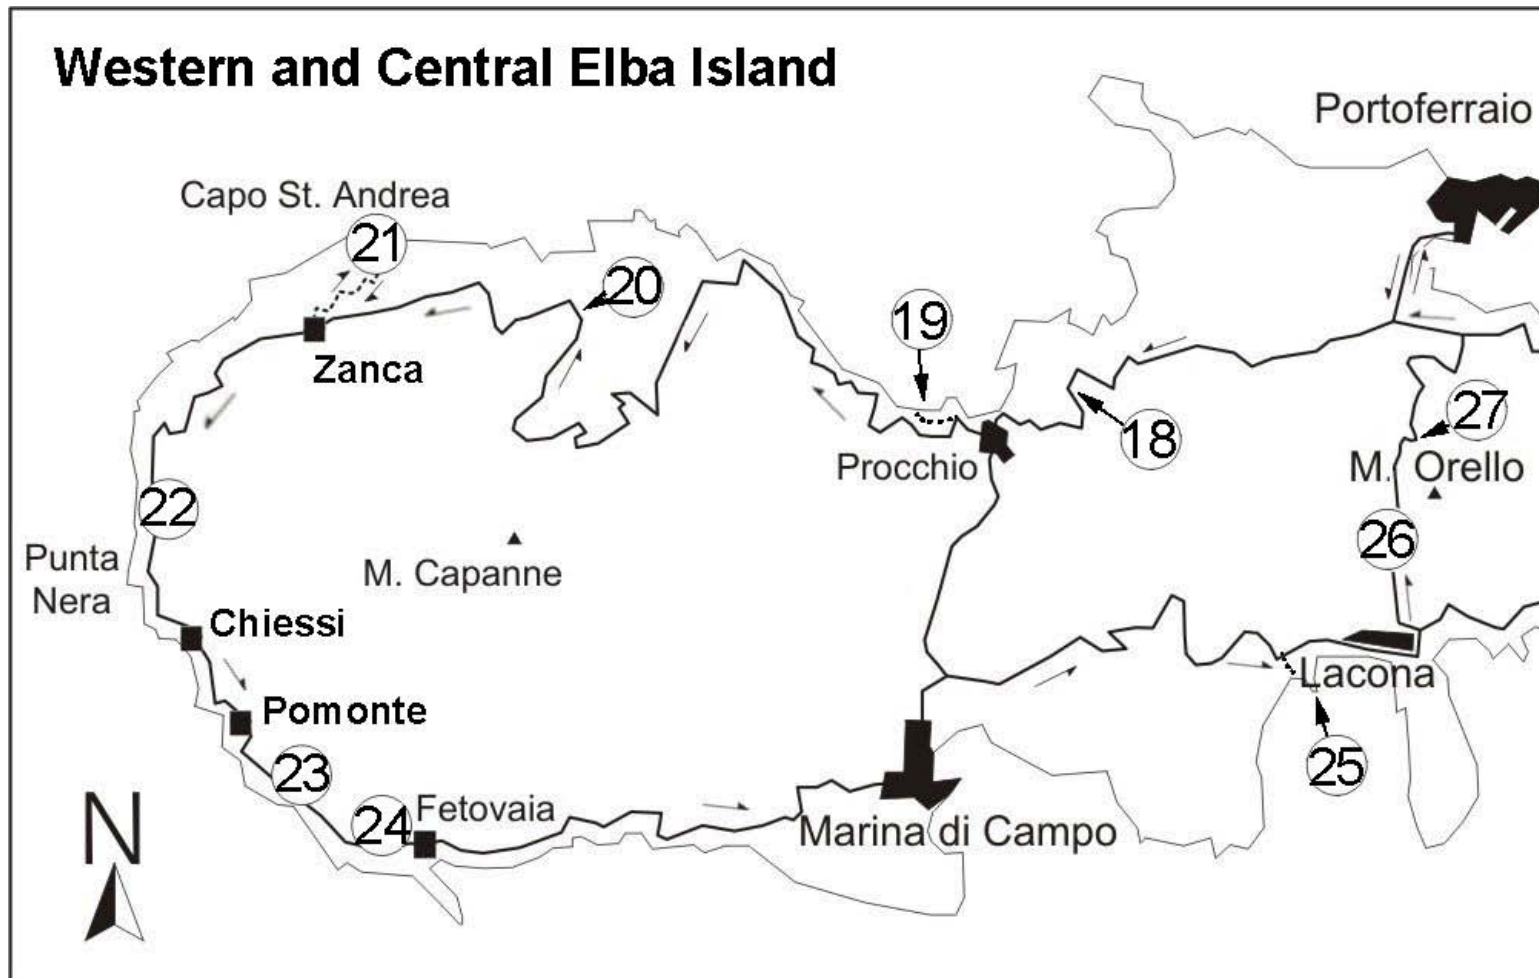 Western and Central Elba Island
Portoferraio
Capo St. Andrea
21
20
19
Zanca
18
27
Procchio
M. Orello
22
26
Punta
Nera
M. Capanne
Chiessi
Lacona
Pomonte
25
23
24
Fetovaia
Marina di Campo
N